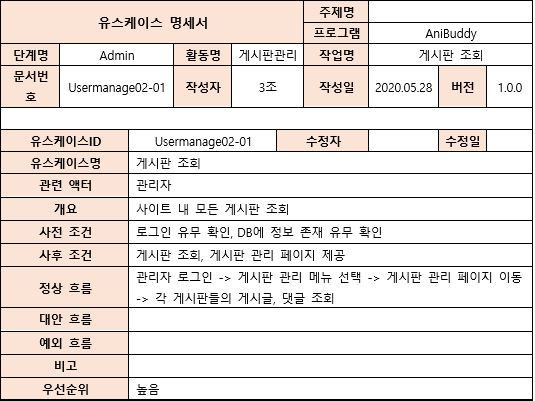 유스케이스 명세서 주제명
프로그램 AniBuddy
단계명 Admin 활동명 게시판관리 작업명 게시판 조회
문서번호 Usermanage02-01 작성자 3조 작성일 2020.05.28 버전 1.0.0
유스케이스ID Usermanage02-01 수정자 수정일
유스케이스명 게시판 조회
관련 액터 관리자
개요 사이트 내 모든 게시판 조회
사전 조건 로그인 유무 확인, DB에 정보 존재 유무 확인
사후 조건 게시판 조회, 게시판 관리 페이지 제공
정상 흐름 관리자 로그인 -> 게시판 관리 메뉴 선택 -> 게시판 관리 페이지 이동
-> 각 게시판들의 게시글, 댓글 조회
대안 흐름
예외 흐름
비고
우선순위 높음